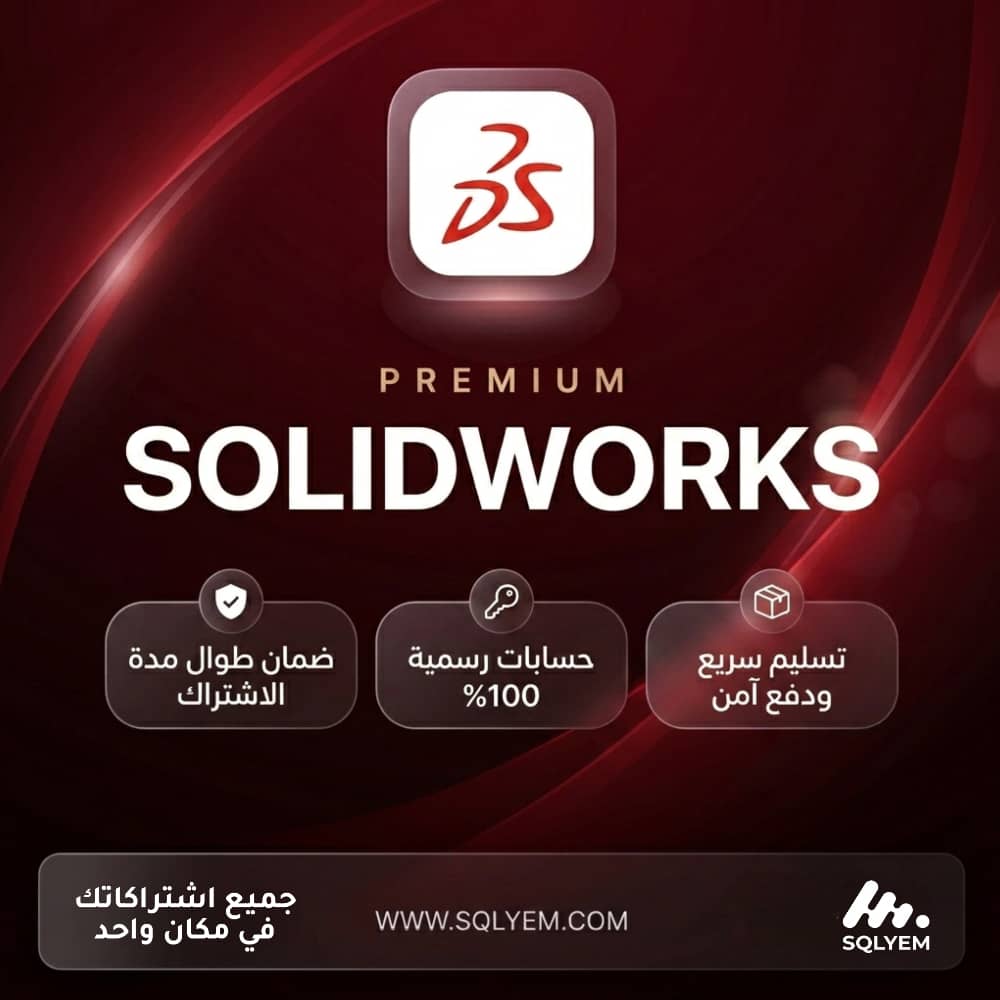 DS
PREMIUM
SOLIDWORKS
تسليم سريع
ودفع آمن
حسابات رسمية
%100
ضمان طوال مدة
الاشتراك
جميع اشتراكاتك
في مكان واحد
WWW.SQLYEM.COM
SQLYEM